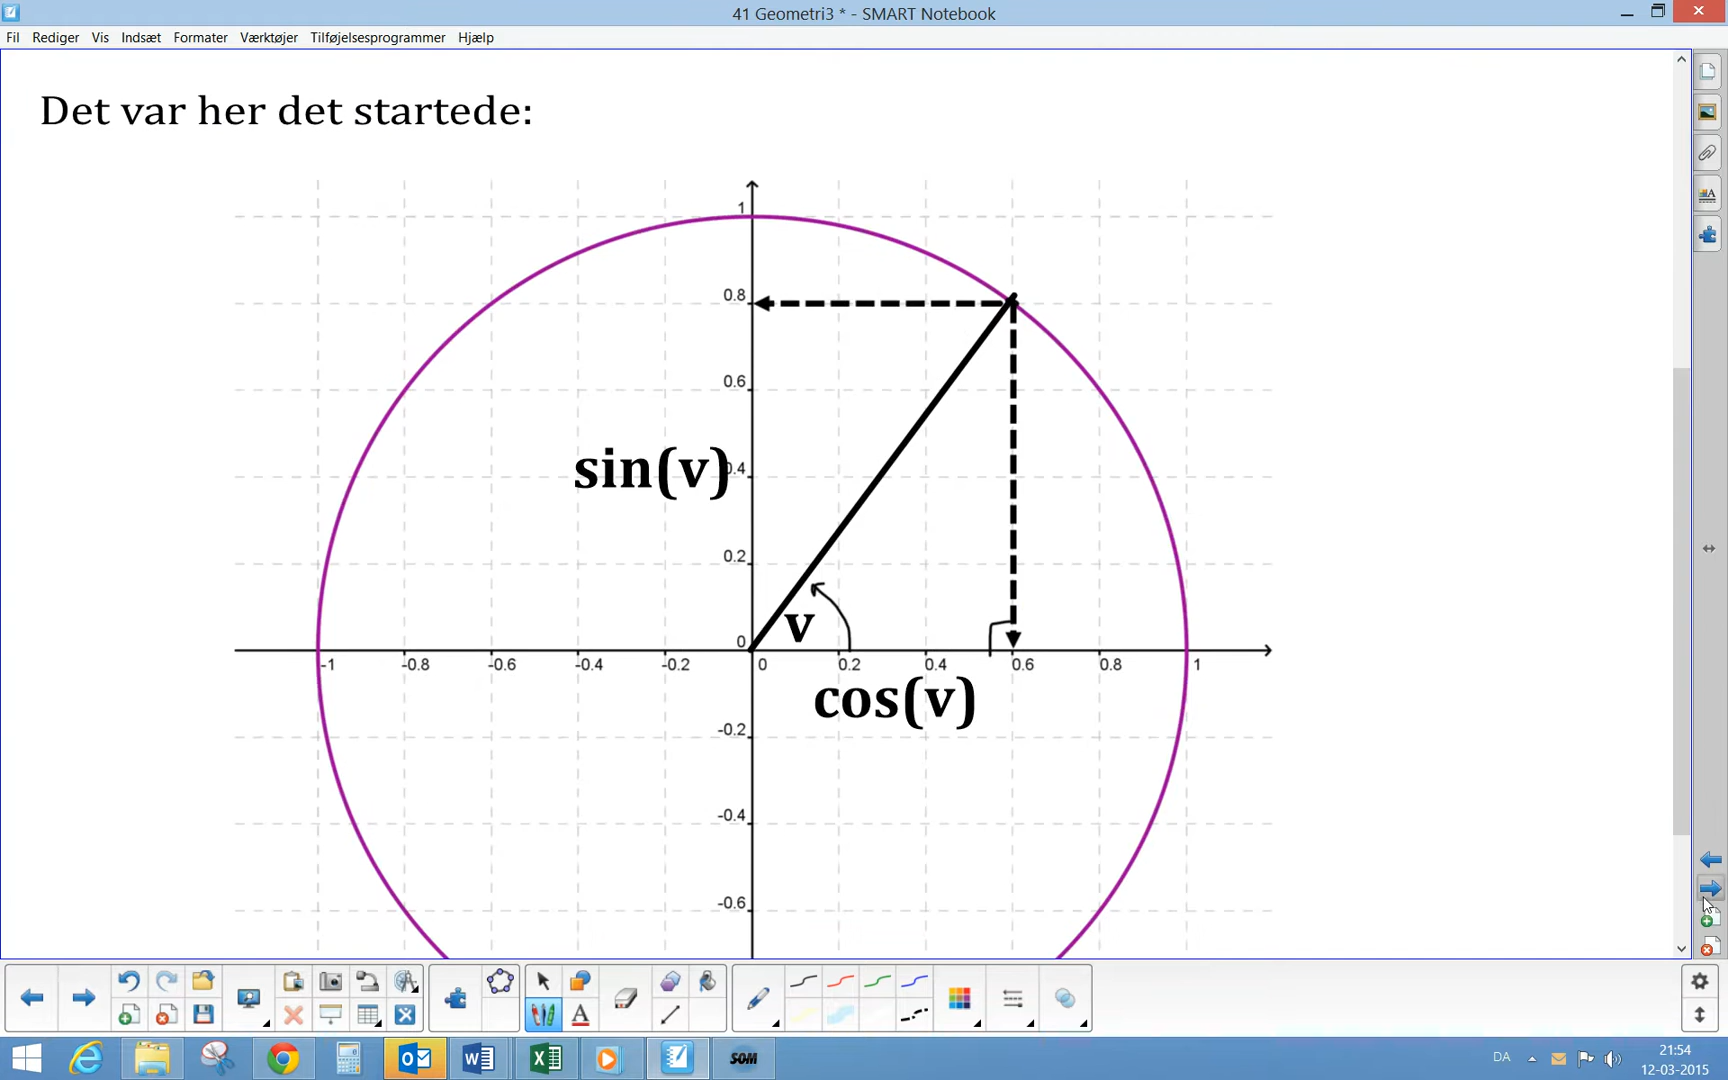 41 Geometri3 * - SMART Notebook
Fil Rediger Vis Indsæt Formater Værktøjer Tilføjelsesprogrammer Hjælp
Det var her det startede:
1
0.8
0.6
sin(v)
0.4
0.2
v
0
-1 -0.8 -0.6 -0.4 -0.2 0 0.2 0.4 0.6 0.8 1
cos(v)
-0.2
-0.4
-0.6
A
A
SOM
DA
21:54
12-03-2015